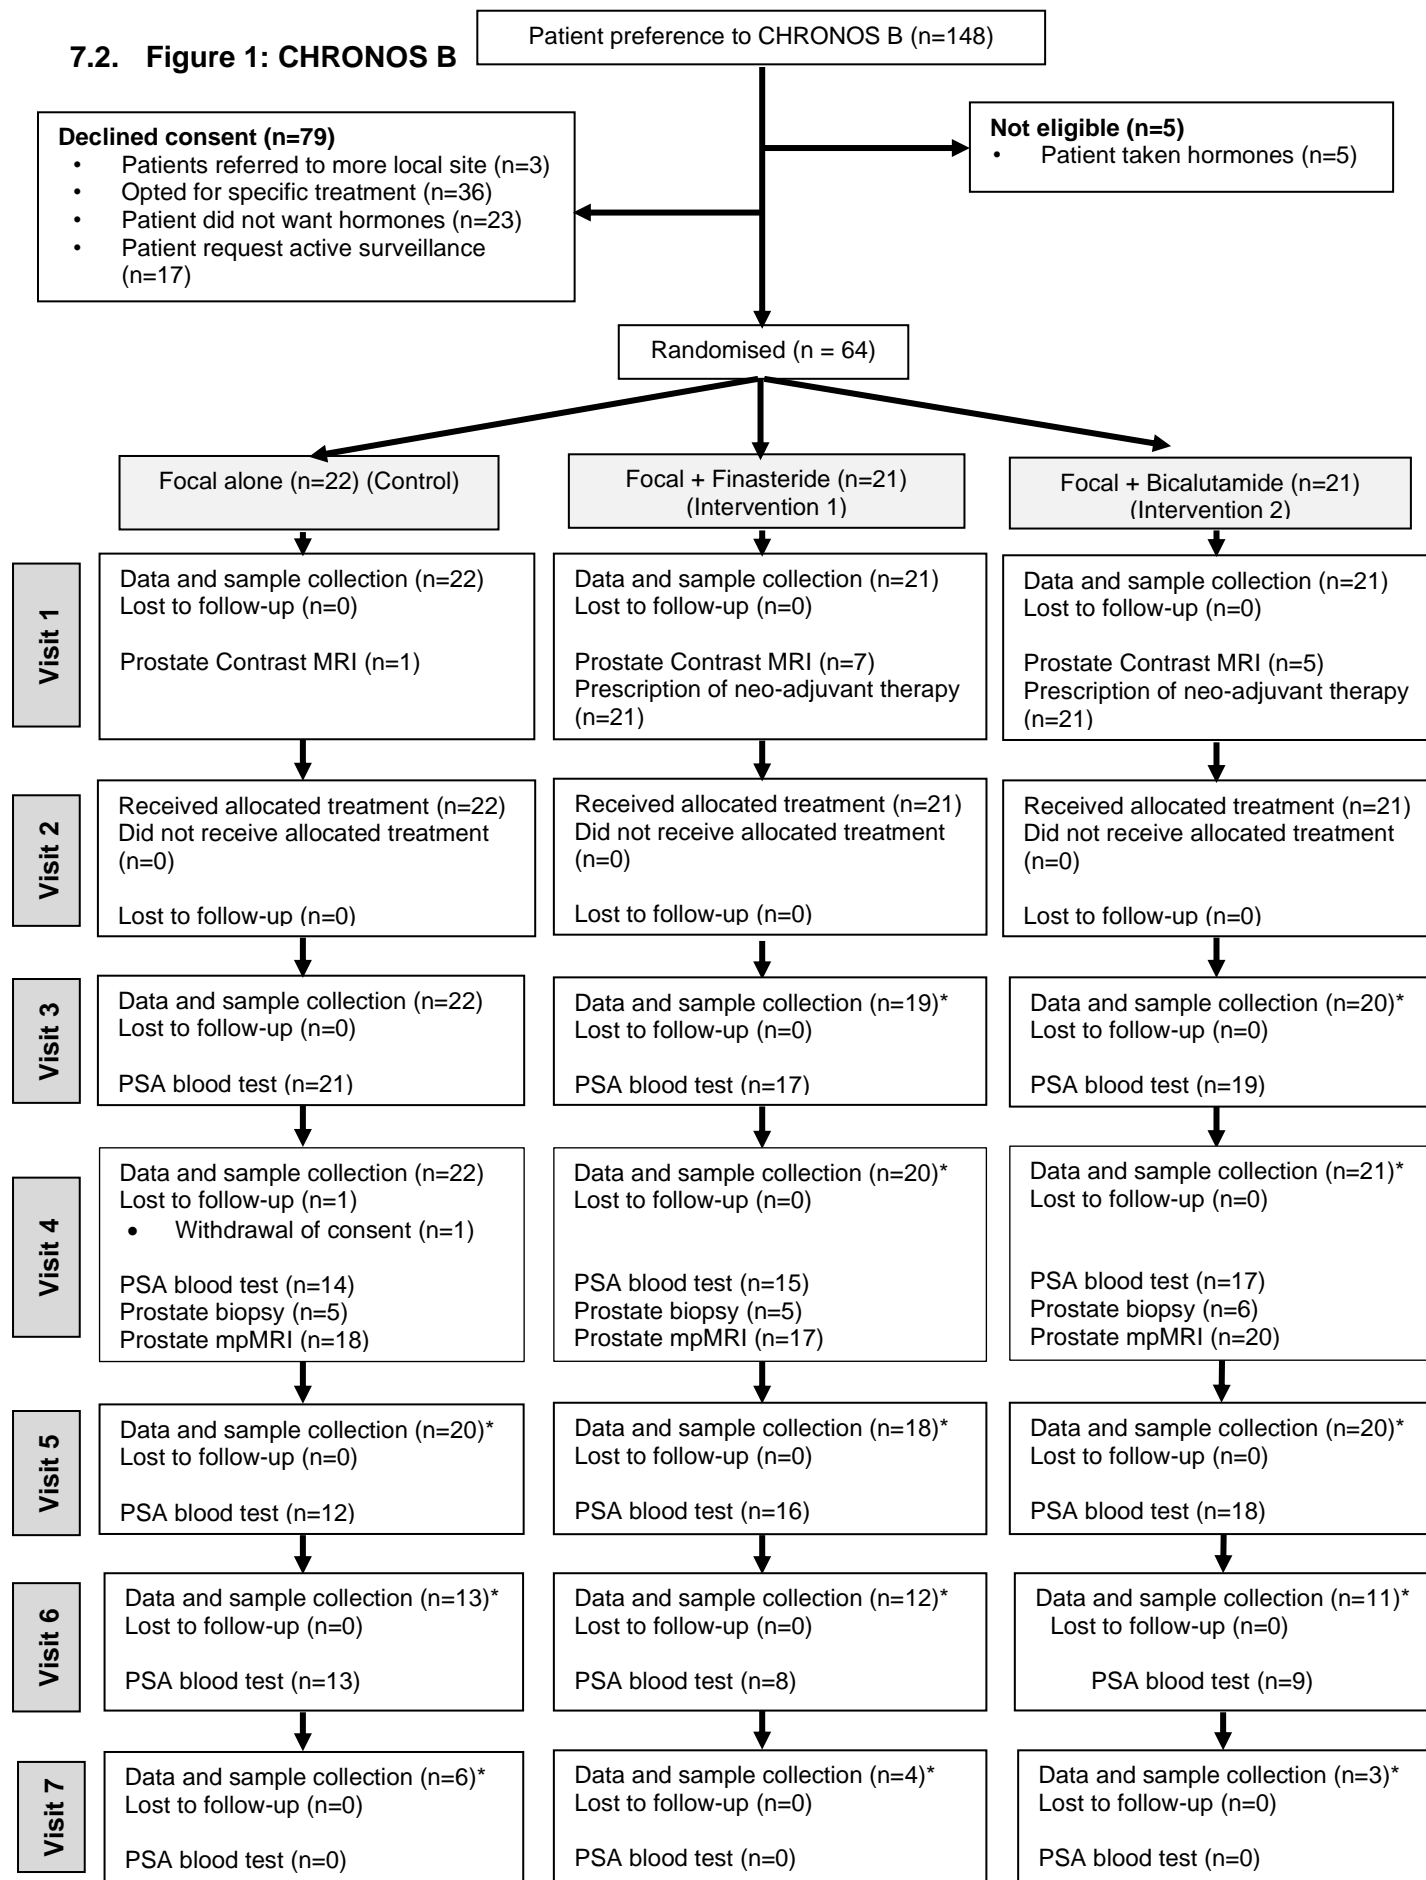 Patient preference to CHRONOS B (n=148)
7.2. Figure 1: CHRONOS B
Declined consent (n=79)
• Patients referred to more local site (n=3)
• Opted for specific treatment (n=36)
• Patient did not want hormones (n=23)
• Patient request active surveillance
(n=17)
Not eligible (n=5)
• Patient taken hormones (n=5)
Randomised (n = 64)
Focal alone (n=22) (Control)
Focal + Finasteride (n=21)
(Intervention 1)
Focal + Bicalutamide (n=21)
(Intervention 2)
Visit 1
Data and sample collection (n=22)
Lost to follow-up (n=0)
Prostate Contrast MRI (n=1)
Data and sample collection (n=21)
Lost to follow-up (n=0)
Prostate Contrast MRI (n=7)
Prescription of neo-adjuvant therapy
(n=21)
Data and sample collection (n=21)
Lost to follow-up (n=0)
Prostate Contrast MRI (n=5)
Prescription of neo-adjuvant therapy
(n=21)
Visit 2
Received allocated treatment (n=22)
Did not receive allocated treatment
(n=0)
Lost to follow-up (n=0)
Received allocated treatment (n=21)
Did not receive allocated treatment
(n=0)
Lost to follow-up (n=0)
Received allocated treatment (n=21)
Did not receive allocated treatment
(n=0)
Lost to follow-up (n=0)
Visit 3
Data and sample collection (n=22)
Lost to follow-up (n=0)
PSA blood test (n=21)
Data and sample collection (n=19)*
Lost to follow-up (n=0)
PSA blood test (n=17)
Data and sample collection (n=20)*
Lost to follow-up (n=0)
PSA blood test (n=19)
Visit 4
Data and sample collection (n=22)
Lost to follow-up (n=1)
• Withdrawal of consent (n=1)
PSA blood test (n=14)
Prostate biopsy (n=5)
Prostate mpMRI (n=18)
Data and sample collection (n=20)*
Lost to follow-up (n=0)
PSA blood test (n=15)
Prostate biopsy (n=5)
Prostate mpMRI (n=17)
Data and sample collection (n=21)*
Lost to follow-up (n=0)
PSA blood test (n=17)
Prostate biopsy (n=6)
Prostate mpMRI (n=20)
Visit 5
Data and sample collection (n=20)*
Lost to follow-up (n=0)
PSA blood test (n=12)
Data and sample collection (n=18)*
Lost to follow-up (n=0)
PSA blood test (n=16)
Data and sample collection (n=20)*
Lost to follow-up (n=0)
PSA blood test (n=18)
Visit 6
Data and sample collection (n=13)*
Lost to follow-up (n=0)
PSA blood test (n=13)
Data and sample collection (n=12)*
Lost to follow-up (n=0)
PSA blood test (n=8)
Data and sample collection (n=11)*
Lost to follow-up (n=0)
PSA blood test (n=9)
Visit 7
Data and sample collection (n=6)*
Lost to follow-up (n=0)
PSA blood test (n=0)
Data and sample collection (n=4)*
Lost to follow-up (n=0)
PSA blood test (n=0)
Data and sample collection (n=3)*
Lost to follow-up (n=0)
PSA blood test (n=0)